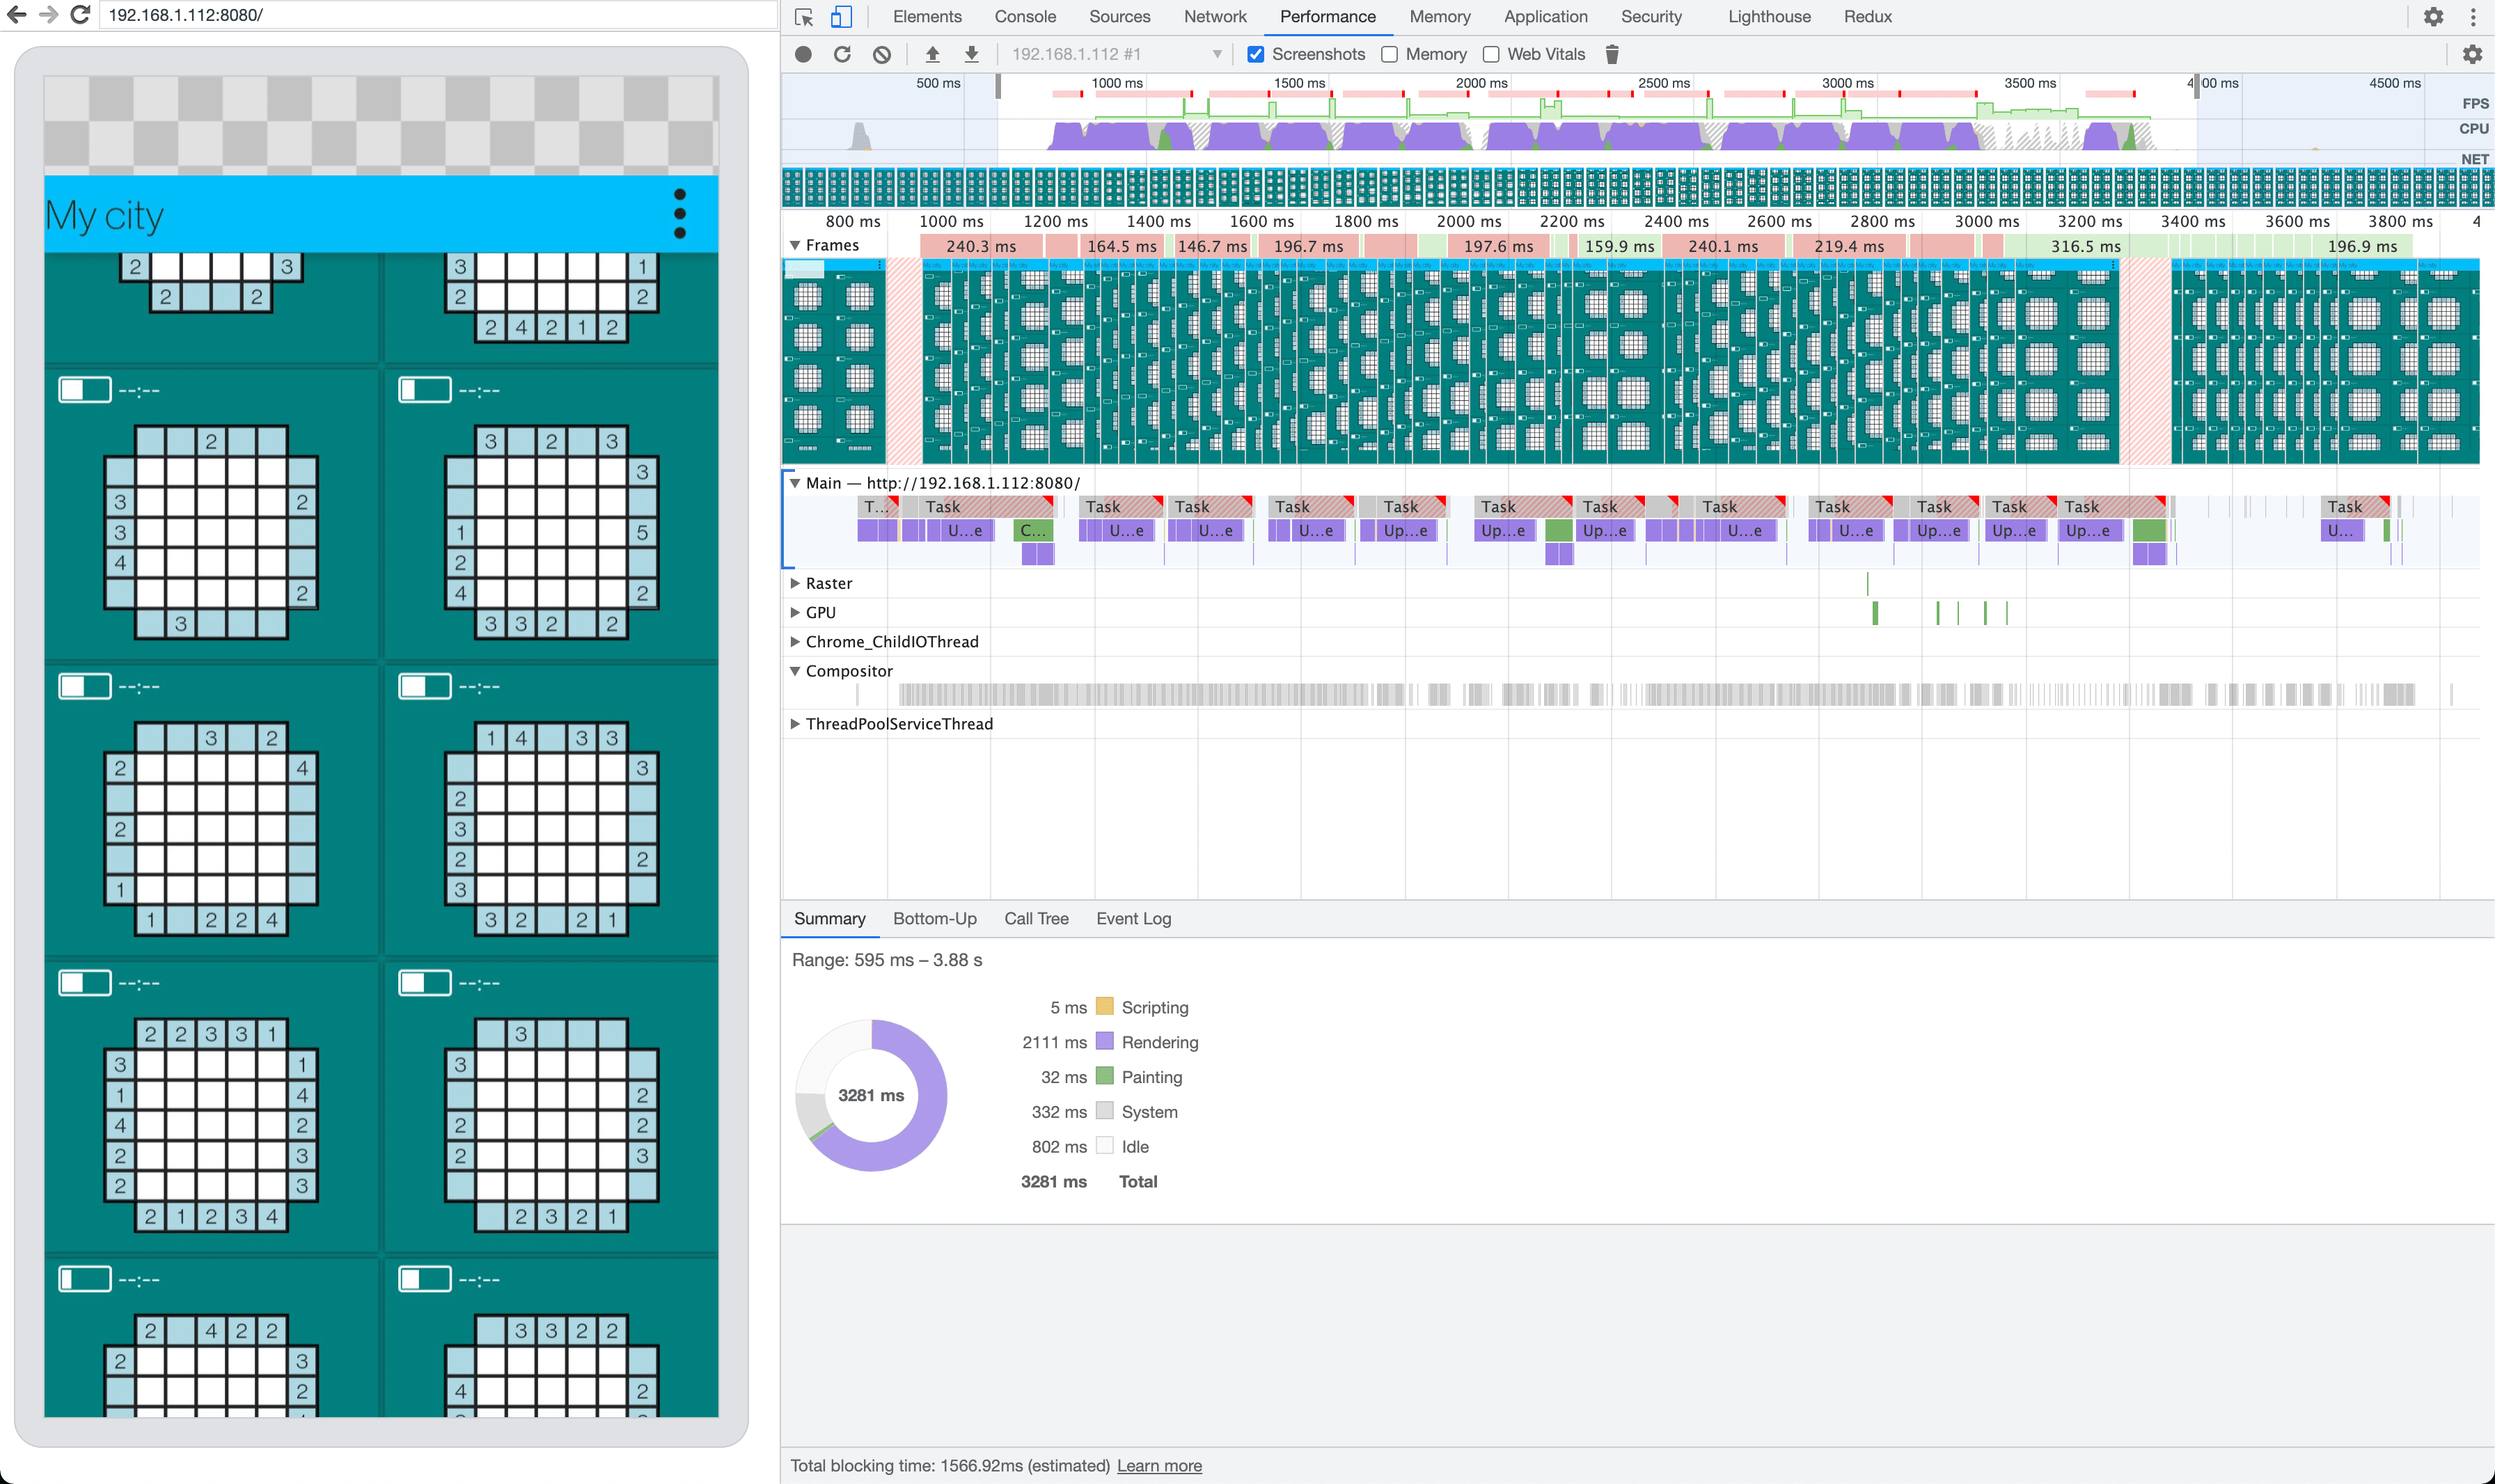 192.168.1.112:8080/
My city
2 3
2 2
3 1
2 2
2 4 2 1 2
--:--
--:--
2
3 2
3
4
2
3
3 2 3
3
1 5
2
4 2
3 3 2 2
--:--
--:--
3 2
2 4
2
1
1 2 2 4
1 4 3 3
3
2
3
2 2
3
3 2 2 1
--:--
--:--
2 2 3 3 1
3 1
1 4
4 2
2 3
2 3
2 1 2 3 4
3
3
2
2 2
2 3
2 3 2 1
--:--
--:--
2 4 2 2
2 3
2
3 3 2 2
4 2
Elements Console Sources Network Performance Memory Application Security Lighthouse Redux
192.168.1.112 #1 Screenshots Memory Web Vitals
500 ms 1000 ms 1500 ms 2000 ms 2500 ms 3000 ms 3500 ms 4500 ms
FPS
CPU
NET
800 ms 1000 ms 1200 ms 1400 ms 1600 ms 1800 ms 2000 ms 2200 ms 2400 ms 2600 ms 2800 ms 3000 ms 3200 ms 3400 ms 3600 ms 3800 ms 4
Frames 240.3 ms 164.5 ms 146.7 ms 196.7 ms 197.6 ms 159.9 ms 240.1 ms 219.4 ms 316.5 ms 196.9 ms
Main — http://192.168.1.112:8080/
T... Task Task Task Task Task Task Task Task Task Task Task Task Task
U...e C... U...e U...e U...e Up...e Up...e Up...e U...e U...e Up...e Up...e Up...e U...
Raster
GPU
Chrome_ChildIOThread
Compositor
ThreadPoolServiceThread
Summary Bottom-Up Call Tree Event Log
Range: 595 ms – 3.88 s
3281 ms
5 ms Scripting
2111 ms Rendering
32 ms Painting
332 ms System
802 ms Idle
3281 ms Total
Total blocking time: 1566.92ms (estimated) Learn more